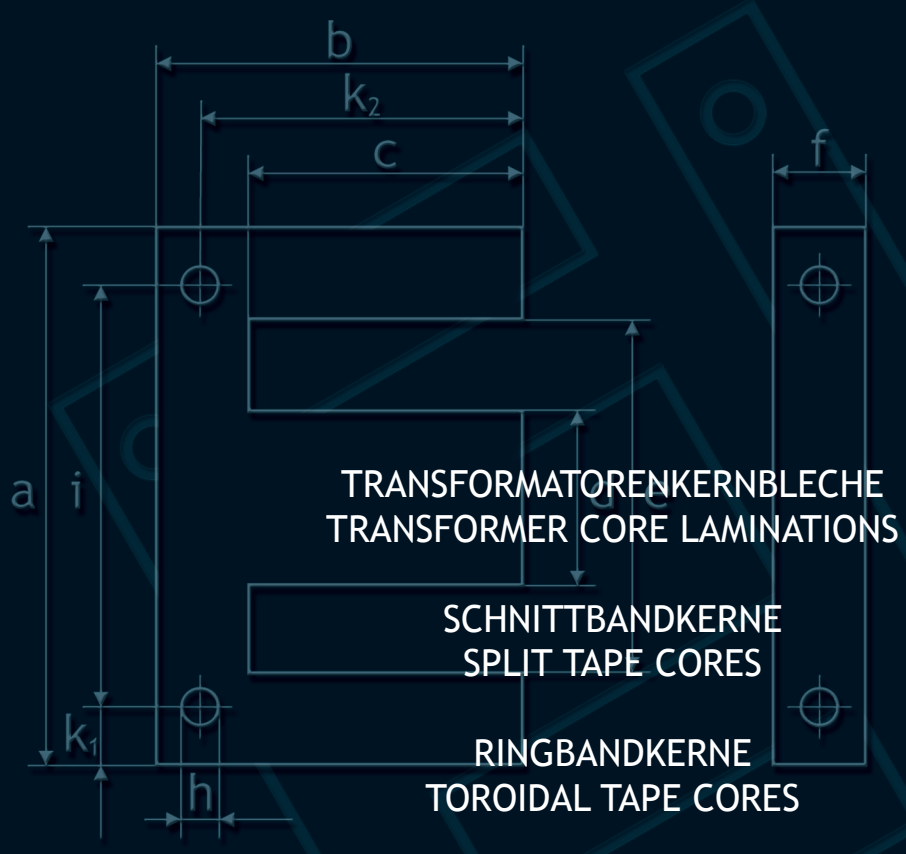 b
k₂
c
f
a
i
d
e
TRANSFORMATORENKERNBLECHE
TRANSFORMER CORE LAMINATIONS
SCHNITTBANDKERNE
SPLIT TAPE CORES
k₁
RINGBANDKERNE
TOROIDAL TAPE CORES
h